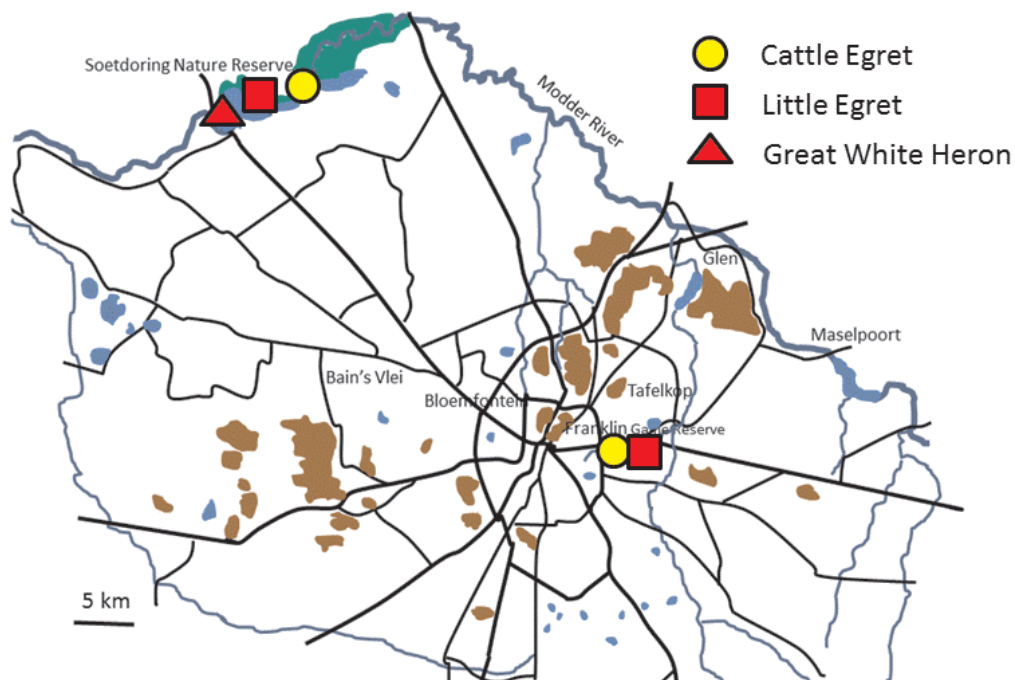 Cattle Egret
Soetdoring Nature Reserve
Modder River
Little Egret
Great White Heron
Glen
Maselpoort
Bain's Vlei
Tafelkop
Bloemfontein
Franklin Game Reserve
5 km